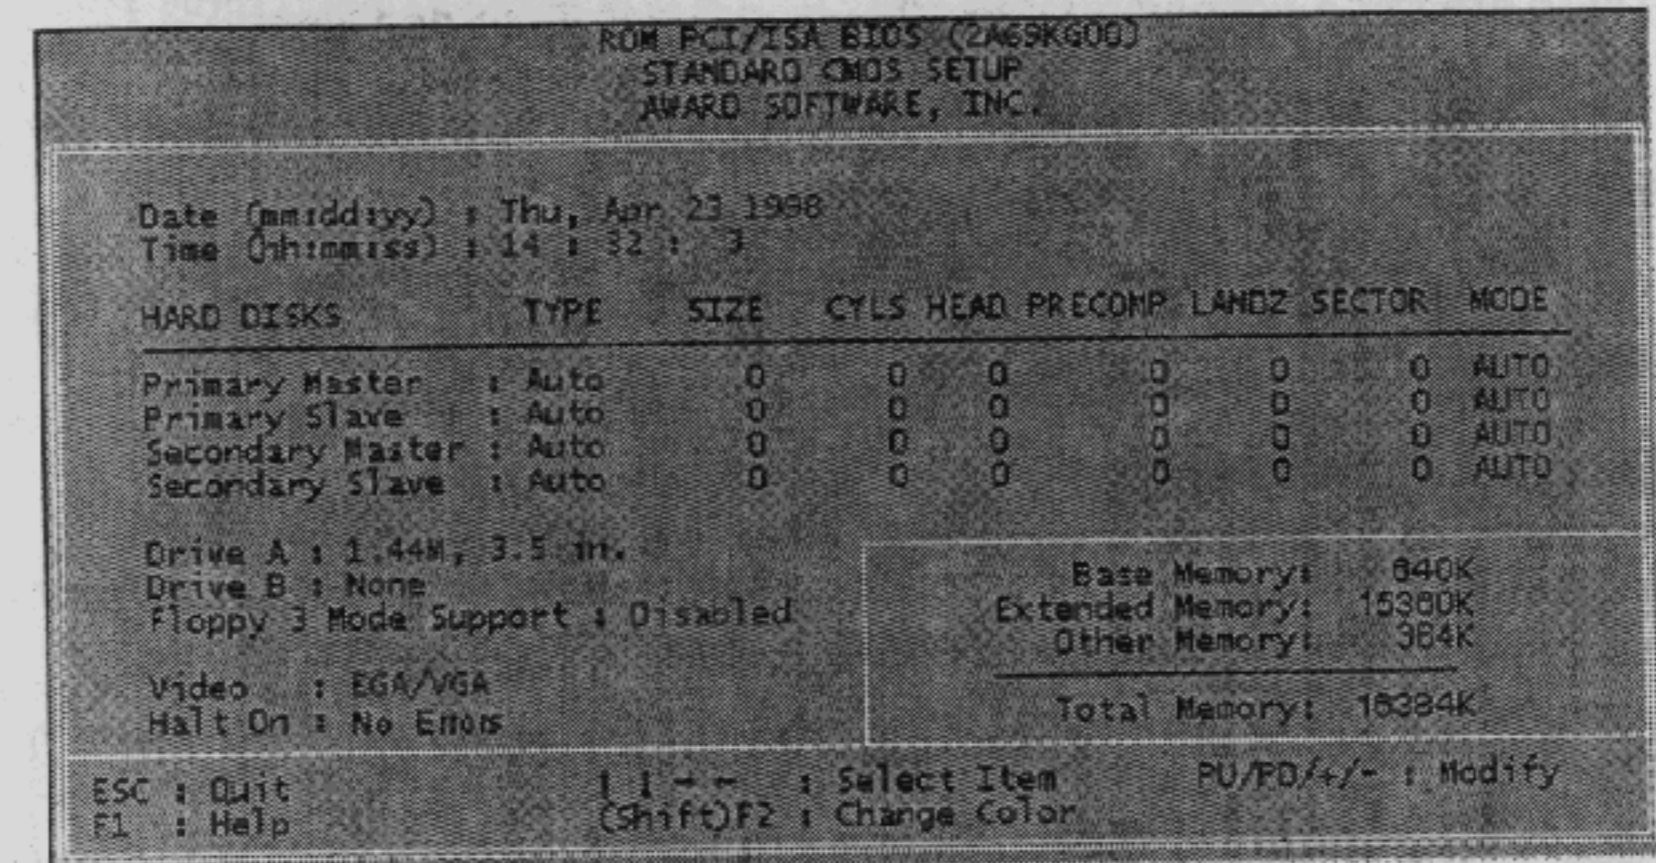 ROM PCI/ISA BIOS (2A69KG00)
STANDARD CMOS SETUP
AWARD SOFTWARE, INC.
Date (mm:dd:yy) : Thu, Apr 23 1998
Time (hh:mm:ss) : 14 : 32 : 3
HARD DISKS TYPE SIZE CYLS HEAD PRECOMP LANDZ SECTOR MODE
Primary Master : Auto 0 0 0 0 0 0 AUTO
Primary Slave : Auto 0 0 0 0 0 0 AUTO
Secondary Master : Auto 0 0 0 0 0 0 AUTO
Secondary Slave : Auto 0 0 0 0 0 0 AUTO
Drive A : 1.44M, 3.5 in.
Drive B : None
Floppy 3 Mode Support : Disabled
Video : EGA/VGA
Halt On : No Errors
Base Memory: 640K
Extended Memory: 15360K
Other Memory: 384K
Total Memory: 16384K
ESC : Quit
F1 : Help
↑ ↓ → ← : Select Item
(Shift)F2 : Change Color
PU/PD/+/- : Modify